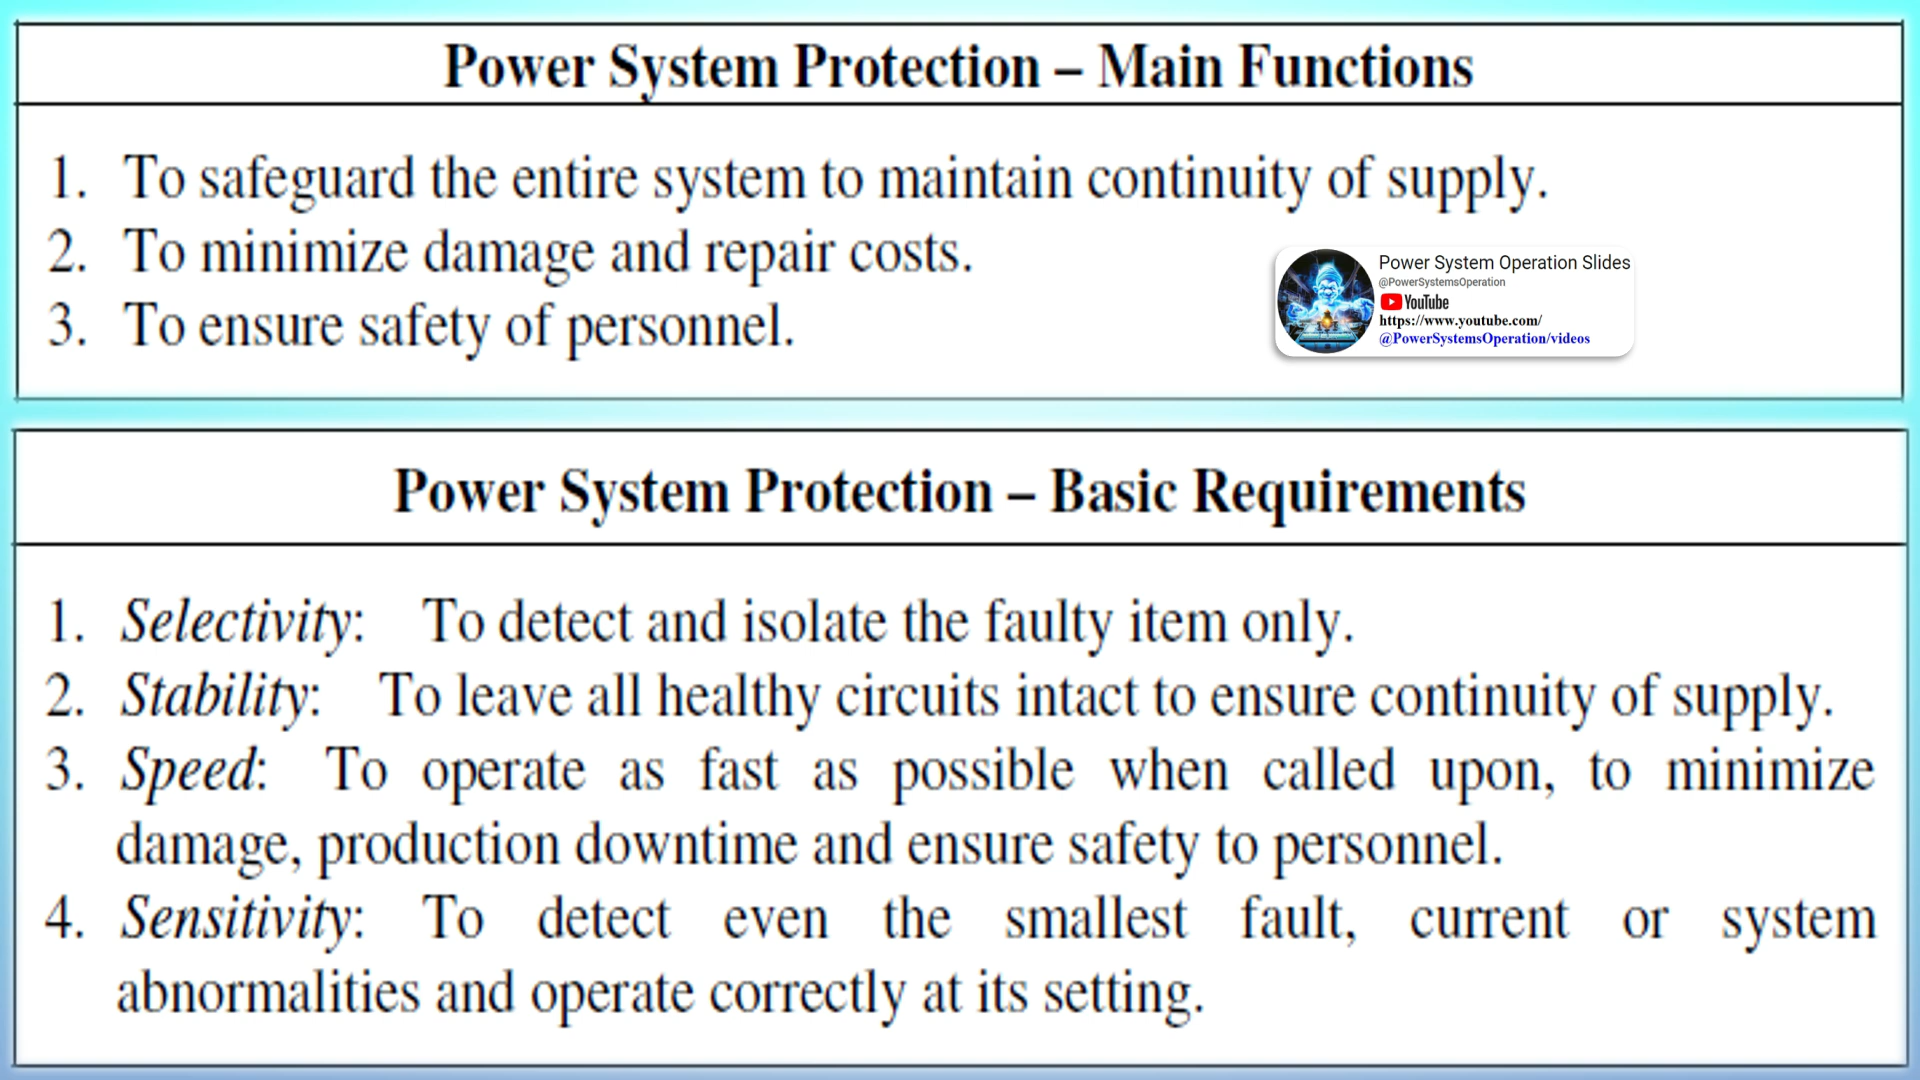 Power System Protection – Main Functions
1. To safeguard the entire system to maintain continuity of supply.
2. To minimize damage and repair costs.
3. To ensure safety of personnel.
Power System Operation Slides
@PowerSystemsOperation
YouTube
https://www.youtube.com/
@PowerSystemsOperation/videos
Power System Protection – Basic Requirements
1. Selectivity: To detect and isolate the faulty item only.
2. Stability: To leave all healthy circuits intact to ensure continuity of supply.
3. Speed: To operate as fast as possible when called upon, to minimize
damage, production downtime and ensure safety to personnel.
4. Sensitivity: To detect even the smallest fault, current or system
abnormalities and operate correctly at its setting.